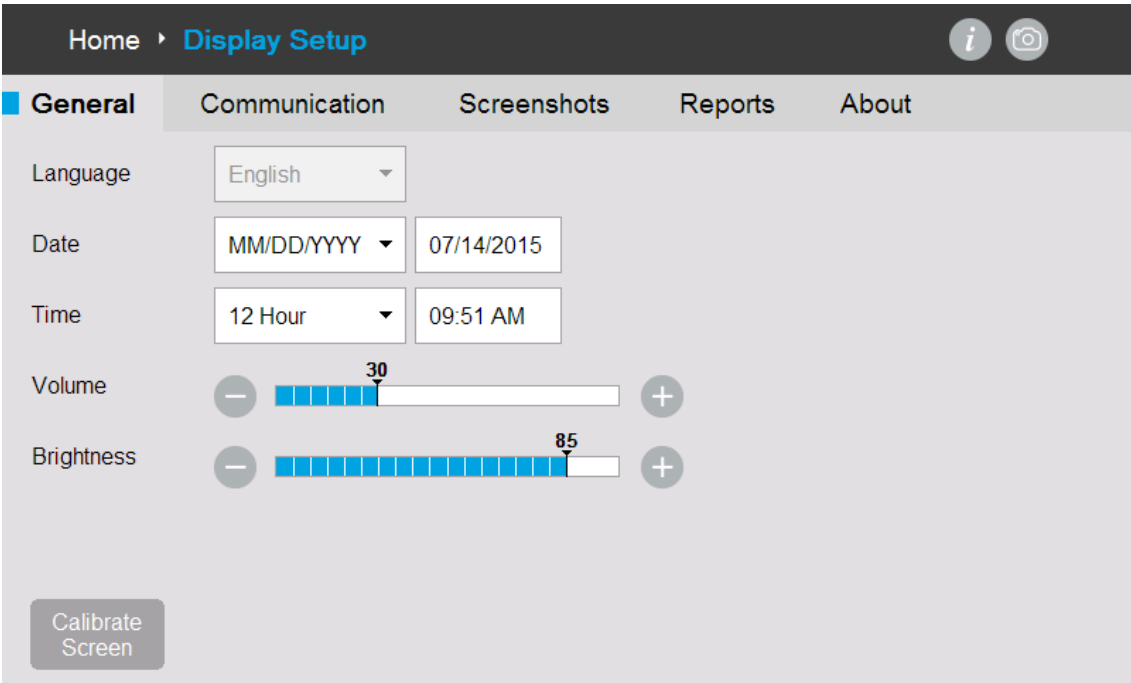 Home Display Setup
General Communication Screenshots Reports About
Language English
Date MM/DD/YYYY 07/14/2015
Time 12 Hour 09:51 AM
30
Volume
85
Brightness
Calibrate
Screen